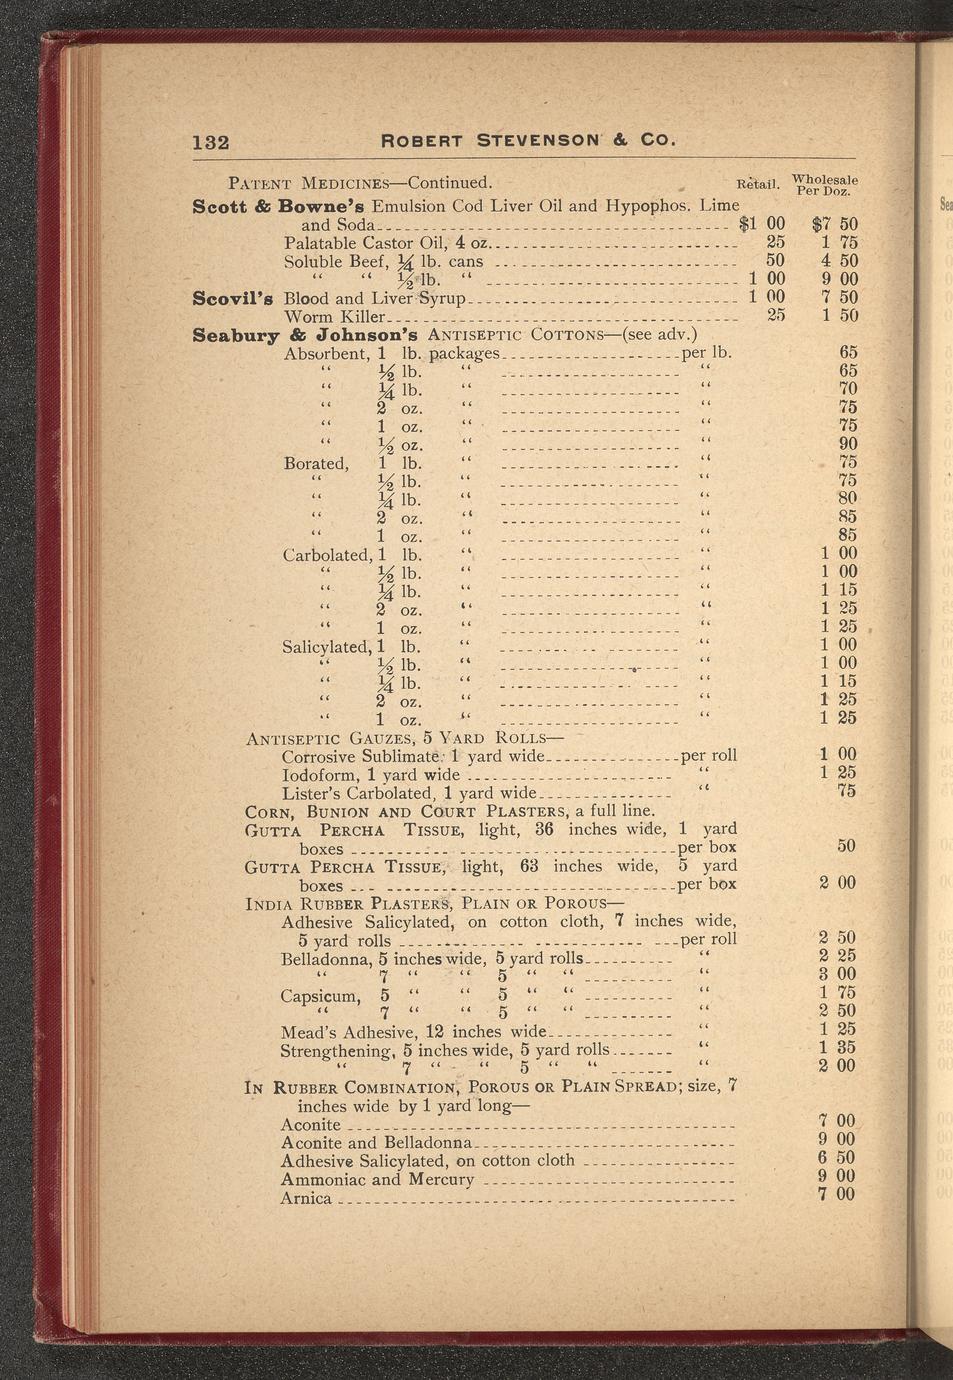 132 ROBERT STEVENSON & CO.
PATENT MEDICINES—Continued. Retail. Wholesale Per Doz.
Scott & Bowne's Emulsion Cod Liver Oil and Hypophos. Lime
and Soda $1 00 $7 50
Palatable Castor Oil, 4 oz. 25 1 75
Soluble Beef, ¼ lb. cans 50 4 50
“ “ ½ lb. “ 1 00 9 00
Scovil's Blood and Liver Syrup 1 00 7 50
Worm Killer 25 1 50
Seabury & Johnson's ANTISEPTIC COTTONS—(see adv.)
Absorbent, 1 lb. packages per lb. 65
“ ½ lb. “ “ 65
“ ¼ lb. “ “ 70
“ 2 oz. “ “ 75
“ 1 oz. “ “ 75
“ ½ oz. “ “ 90
Borated, 1 lb. “ “ 75
“ ½ lb. “ “ 75
“ ¼ lb. “ “ 80
“ 2 oz. “ “ 85
“ 1 oz. “ “ 85
Carbolated, 1 lb. “ “ 1 00
“ ½ lb. “ “ 1 00
“ ¼ lb. “ “ 1 15
“ 2 oz. “ “ 1 25
“ 1 oz. “ “ 1 25
Salicylated, 1 lb. “ “ 1 00
“ ½ lb. “ “ 1 00
“ ¼ lb. “ “ 1 15
“ 2 oz. “ “ 1 25
“ 1 oz. “ “ 1 25
ANTISEPTIC GAUZES, 5 YARD ROLLS—
Corrosive Sublimate. 1 yard wide per roll 1 00
Iodoform, 1 yard wide “ 1 25
Lister's Carbolated, 1 yard wide “ 75
CORN, BUNION AND COURT PLASTERS, a full line.
GUTTA PERCHA TISSUE, light, 36 inches wide, 1 yard
boxes per box 50
GUTTA PERCHA TISSUE, light, 63 inches wide, 5 yard
boxes per box 2 00
INDIA RUBBER PLASTERS, PLAIN OR POROUS—
Adhesive Salicylated, on cotton cloth, 7 inches wide,
5 yard rolls per roll 2 50
Belladonna, 5 inches wide, 5 yard rolls “ 2 25
“ 7 “ “ 5 “ “ “ 3 00
Capsicum, 5 “ “ 5 “ “ “ 1 75
“ 7 “ “ 5 “ “ “ 2 50
Mead's Adhesive, 12 inches wide “ 1 25
Strengthening, 5 inches wide, 5 yard rolls “ 1 35
“ 7 “ “ 5 “ “ “ 2 00
IN RUBBER COMBINATION, POROUS OR PLAIN SPREAD; size, 7
inches wide by 1 yard long—
Aconite 7 00
Aconite and Belladonna 9 00
Adhesive Salicylated, on cotton cloth 6 50
Ammoniac and Mercury 9 00
Arnica 7 00